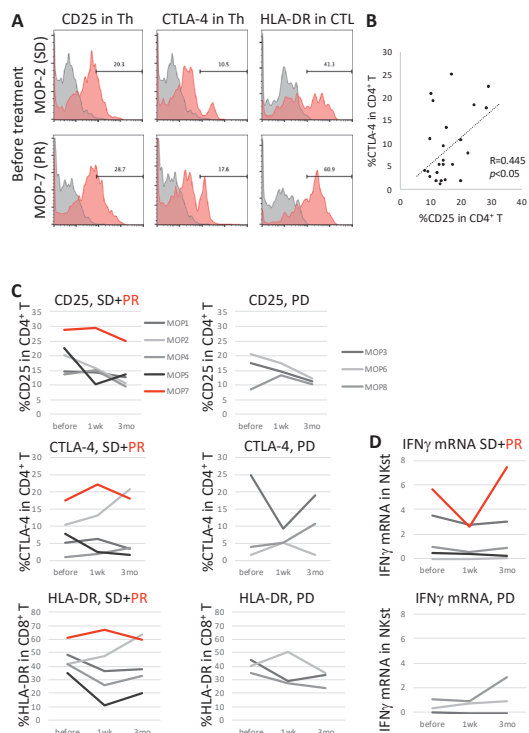 A
CD25 in Th
CTLA-4 in Th
HLA-DR in CTL
Before treatment
MOP-2 (SD)
20.3
10.5
41.3
MOP-7 (PR)
28.7
17.6
60.9
B
%CTLA-4 in CD4⁺ T
30
25
20
15
10
5
0
R=0.445
p<0.05
0 10 20 30 40
%CD25 in CD4⁺ T
C
CD25, SD+PR
%CD25 in CD4⁺ T
35
30
25
20
15
10
5
0
before 1wk 3mo
MOP1
MOP2
MOP4
MOP5
MOP7
CD25, PD
%CD25 in CD4⁺ T
35
30
25
20
15
10
5
0
before 1wk 3mo
MOP3
MOP6
MOP8
CTLA-4, SD+PR
%CTLA-4 in CD4⁺ T
30
25
20
15
10
5
0
before 1wk 3mo
CTLA-4, PD
%CTLA-4 in CD4⁺ T
30
25
20
15
10
5
0
before 1wk 3mo
HLA-DR, SD+PR
%HLA-DR in CD8⁺ T
80
70
60
50
40
30
20
10
0
before 1wk 3mo
HLA-DR, PD
%HLA-DR in CD8⁺ T
80
70
60
50
40
30
20
10
0
before 1wk 3mo
D
IFNγ mRNA SD+PR
IFNγ mRNA in NKst
8
6
4
2
0
before 1wk 3mo
IFNγ mRNA, PD
IFNγ mRNA in NKst
8
6
4
2
0
before 1wk 3mo